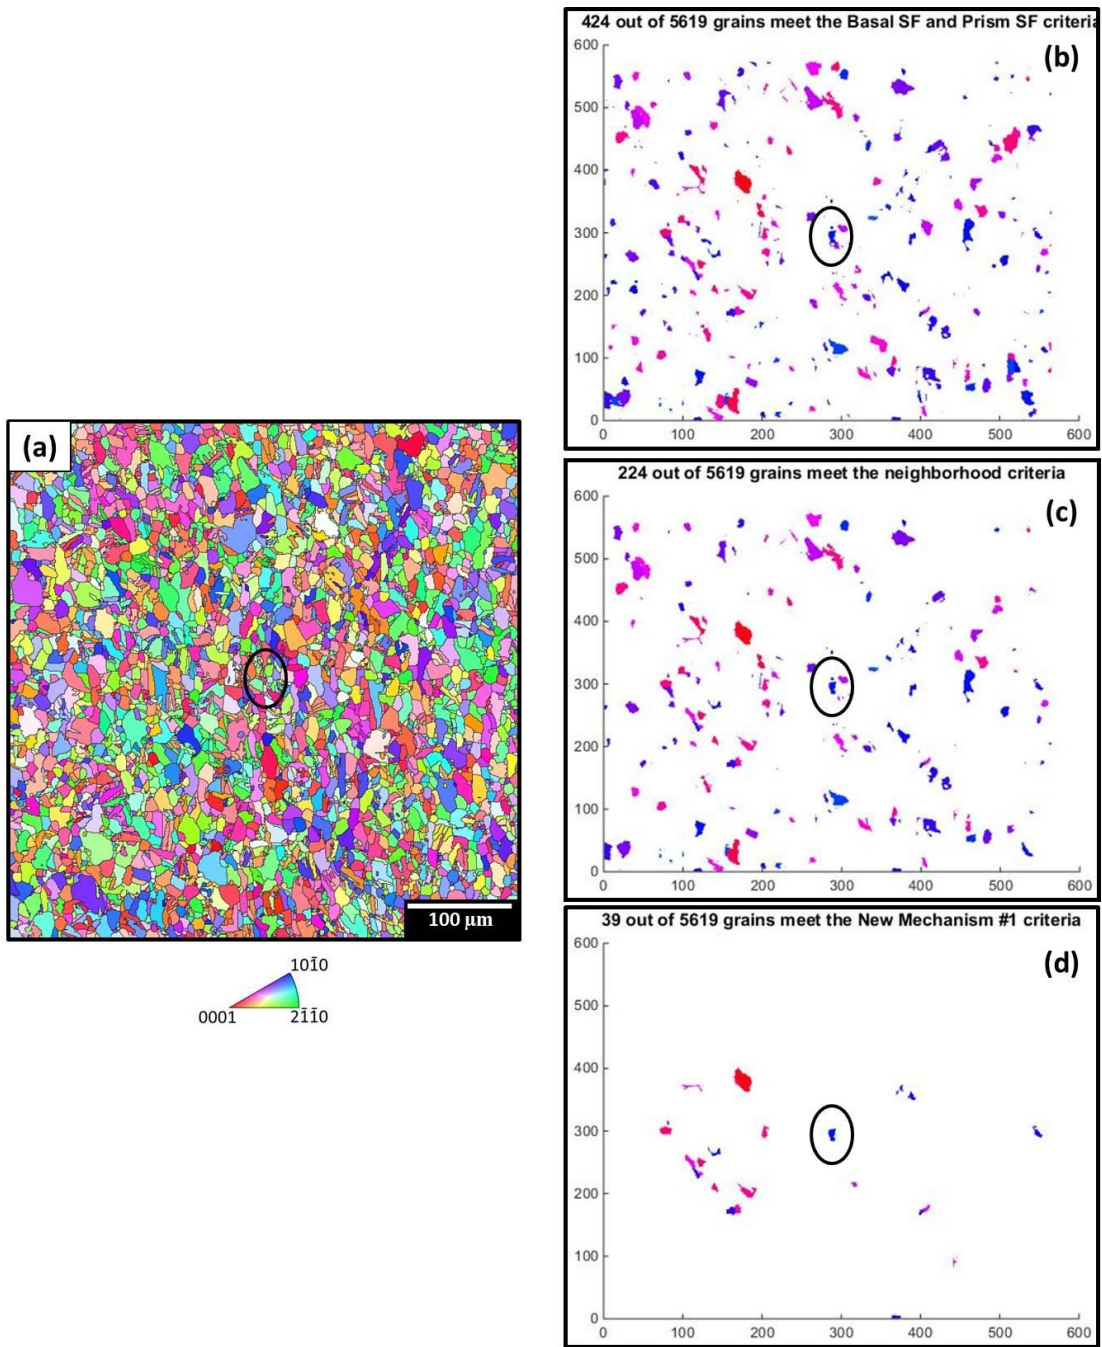 (a)
100 µm
101̄0
0001
21̄1̄0
424 out of 5619 grains meet the Basal SF and Prism SF criteria
(b)
600
500
400
300
200
100
0
0 100 200 300 400 500 600
224 out of 5619 grains meet the neighborhood criteria
(c)
600
500
400
300
200
100
0
0 100 200 300 400 500 600
39 out of 5619 grains meet the New Mechanism #1 criteria
(d)
600
500
400
300
200
100
0
0 100 200 300 400 500 600